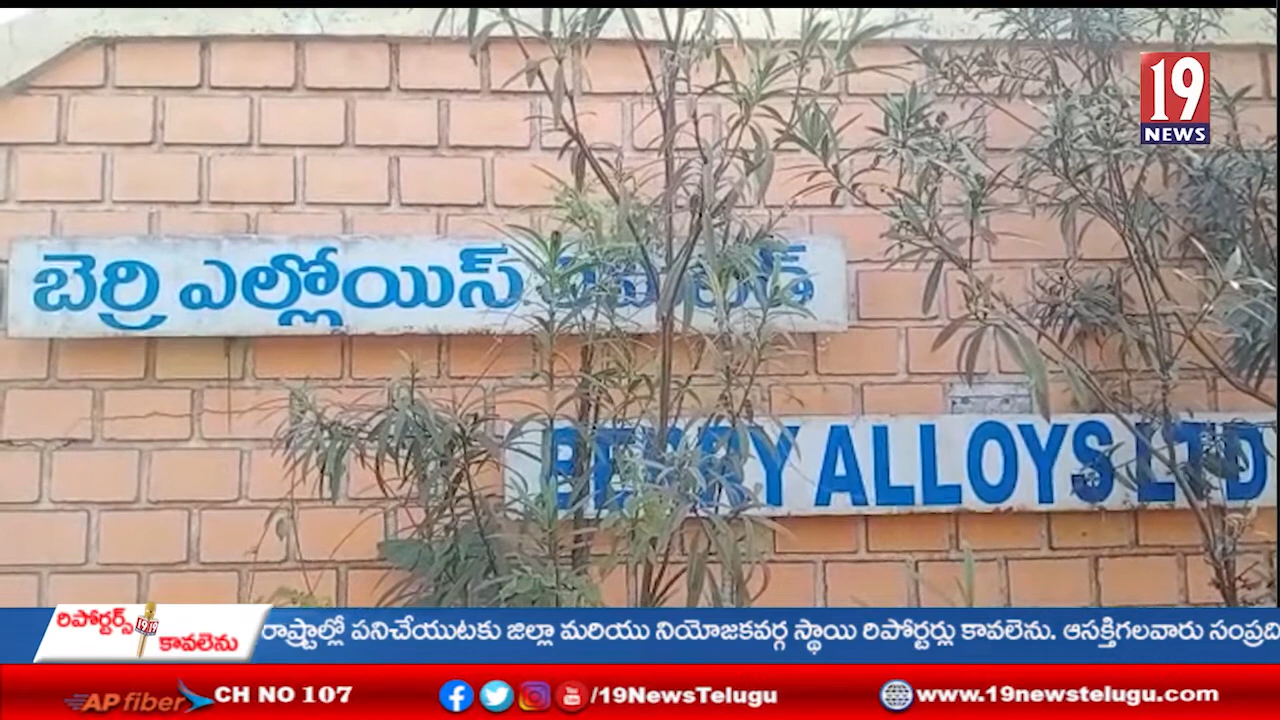 19
NEWS
బెర్రి ఎల్లోయిస్
BERRY ALLOYS LTD
రిపోర్టర్స్
కావలెను
రాష్ట్రాల్లో పనిచేయుటకు జిల్లా మరియు నియోజకవర్గ స్థాయి రిపోర్టర్లు కావలెను. ఆసక్తిగలవారు
AP fiber CH NO 107 /19NewsTelugu www.19newstelugu.com